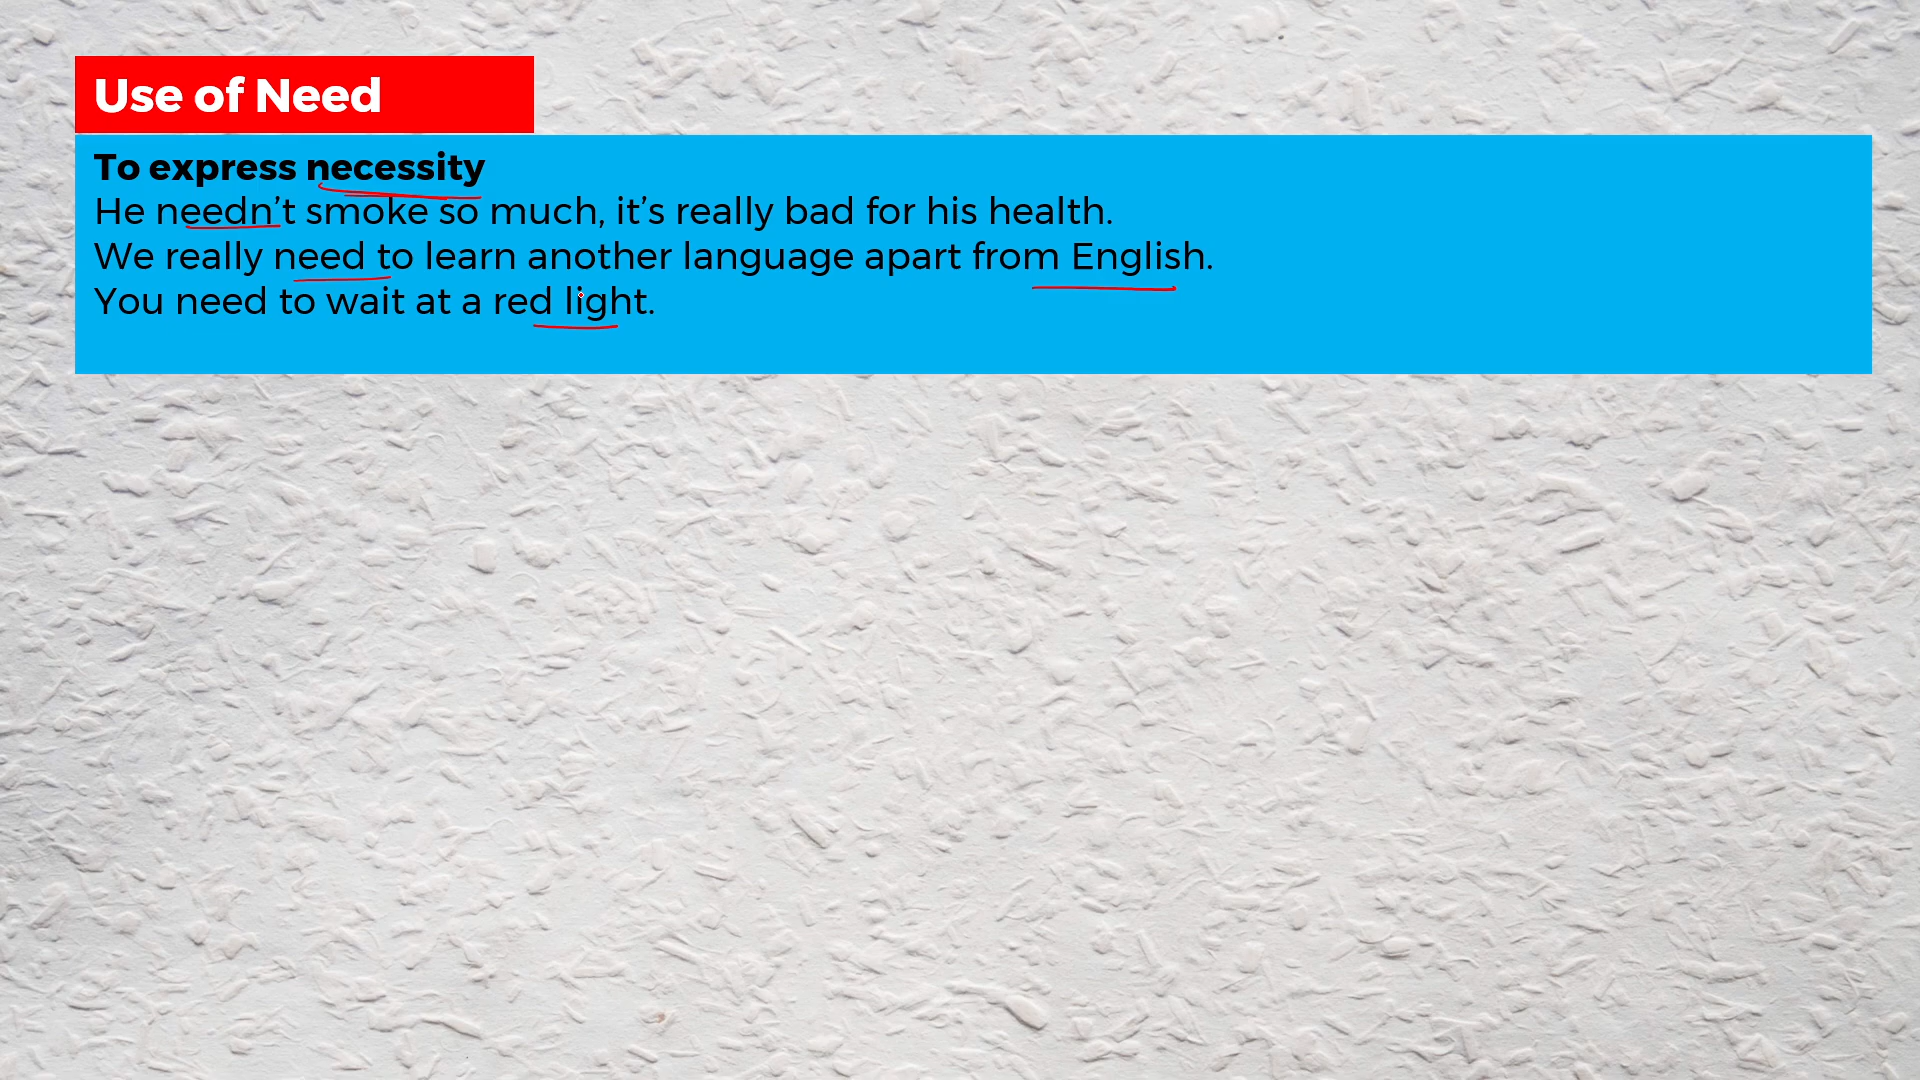 Use of Need
To express necessity
He needn’t smoke so much, it’s really bad for his health.
We really need to learn another language apart from English.
You need to wait at a red light.